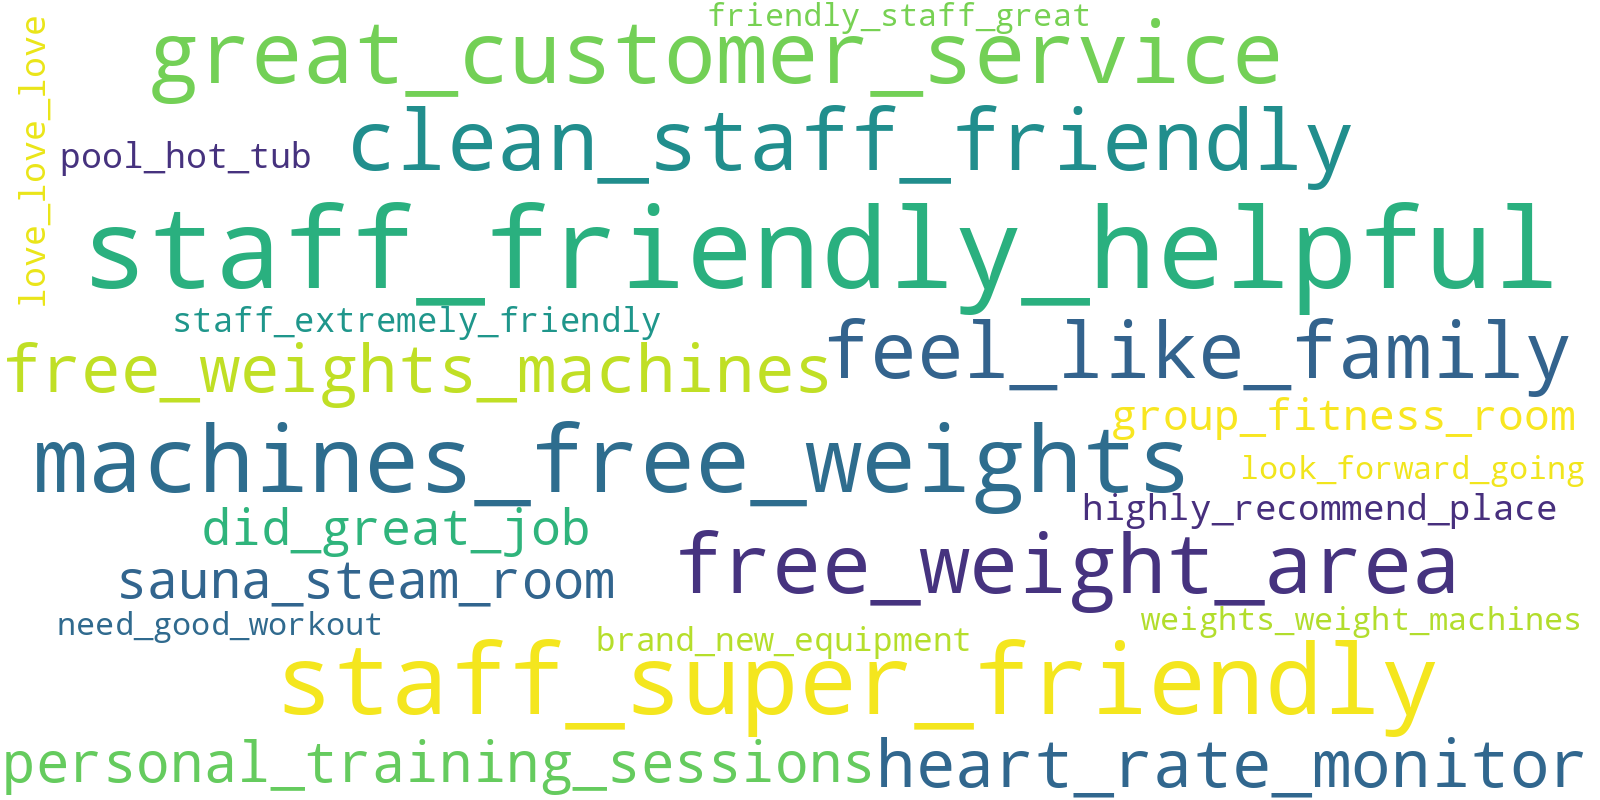 friendly_staff_great
great_customer_service
love_love_love
clean_staff_friendly
pool_hot_tub
staff_friendly_helpful
staff_extremely_friendly
feel_like_family
free_weights_machines
group_fitness_room
machines_free_weights
look_forward_going
highly_recommend_place
did_great_job
free_weight_area
sauna_steam_room
need_good_workout
weights_weight_machines
brand_new_equipment
staff_super_friendly
personal_training_sessions
heart_rate_monitor